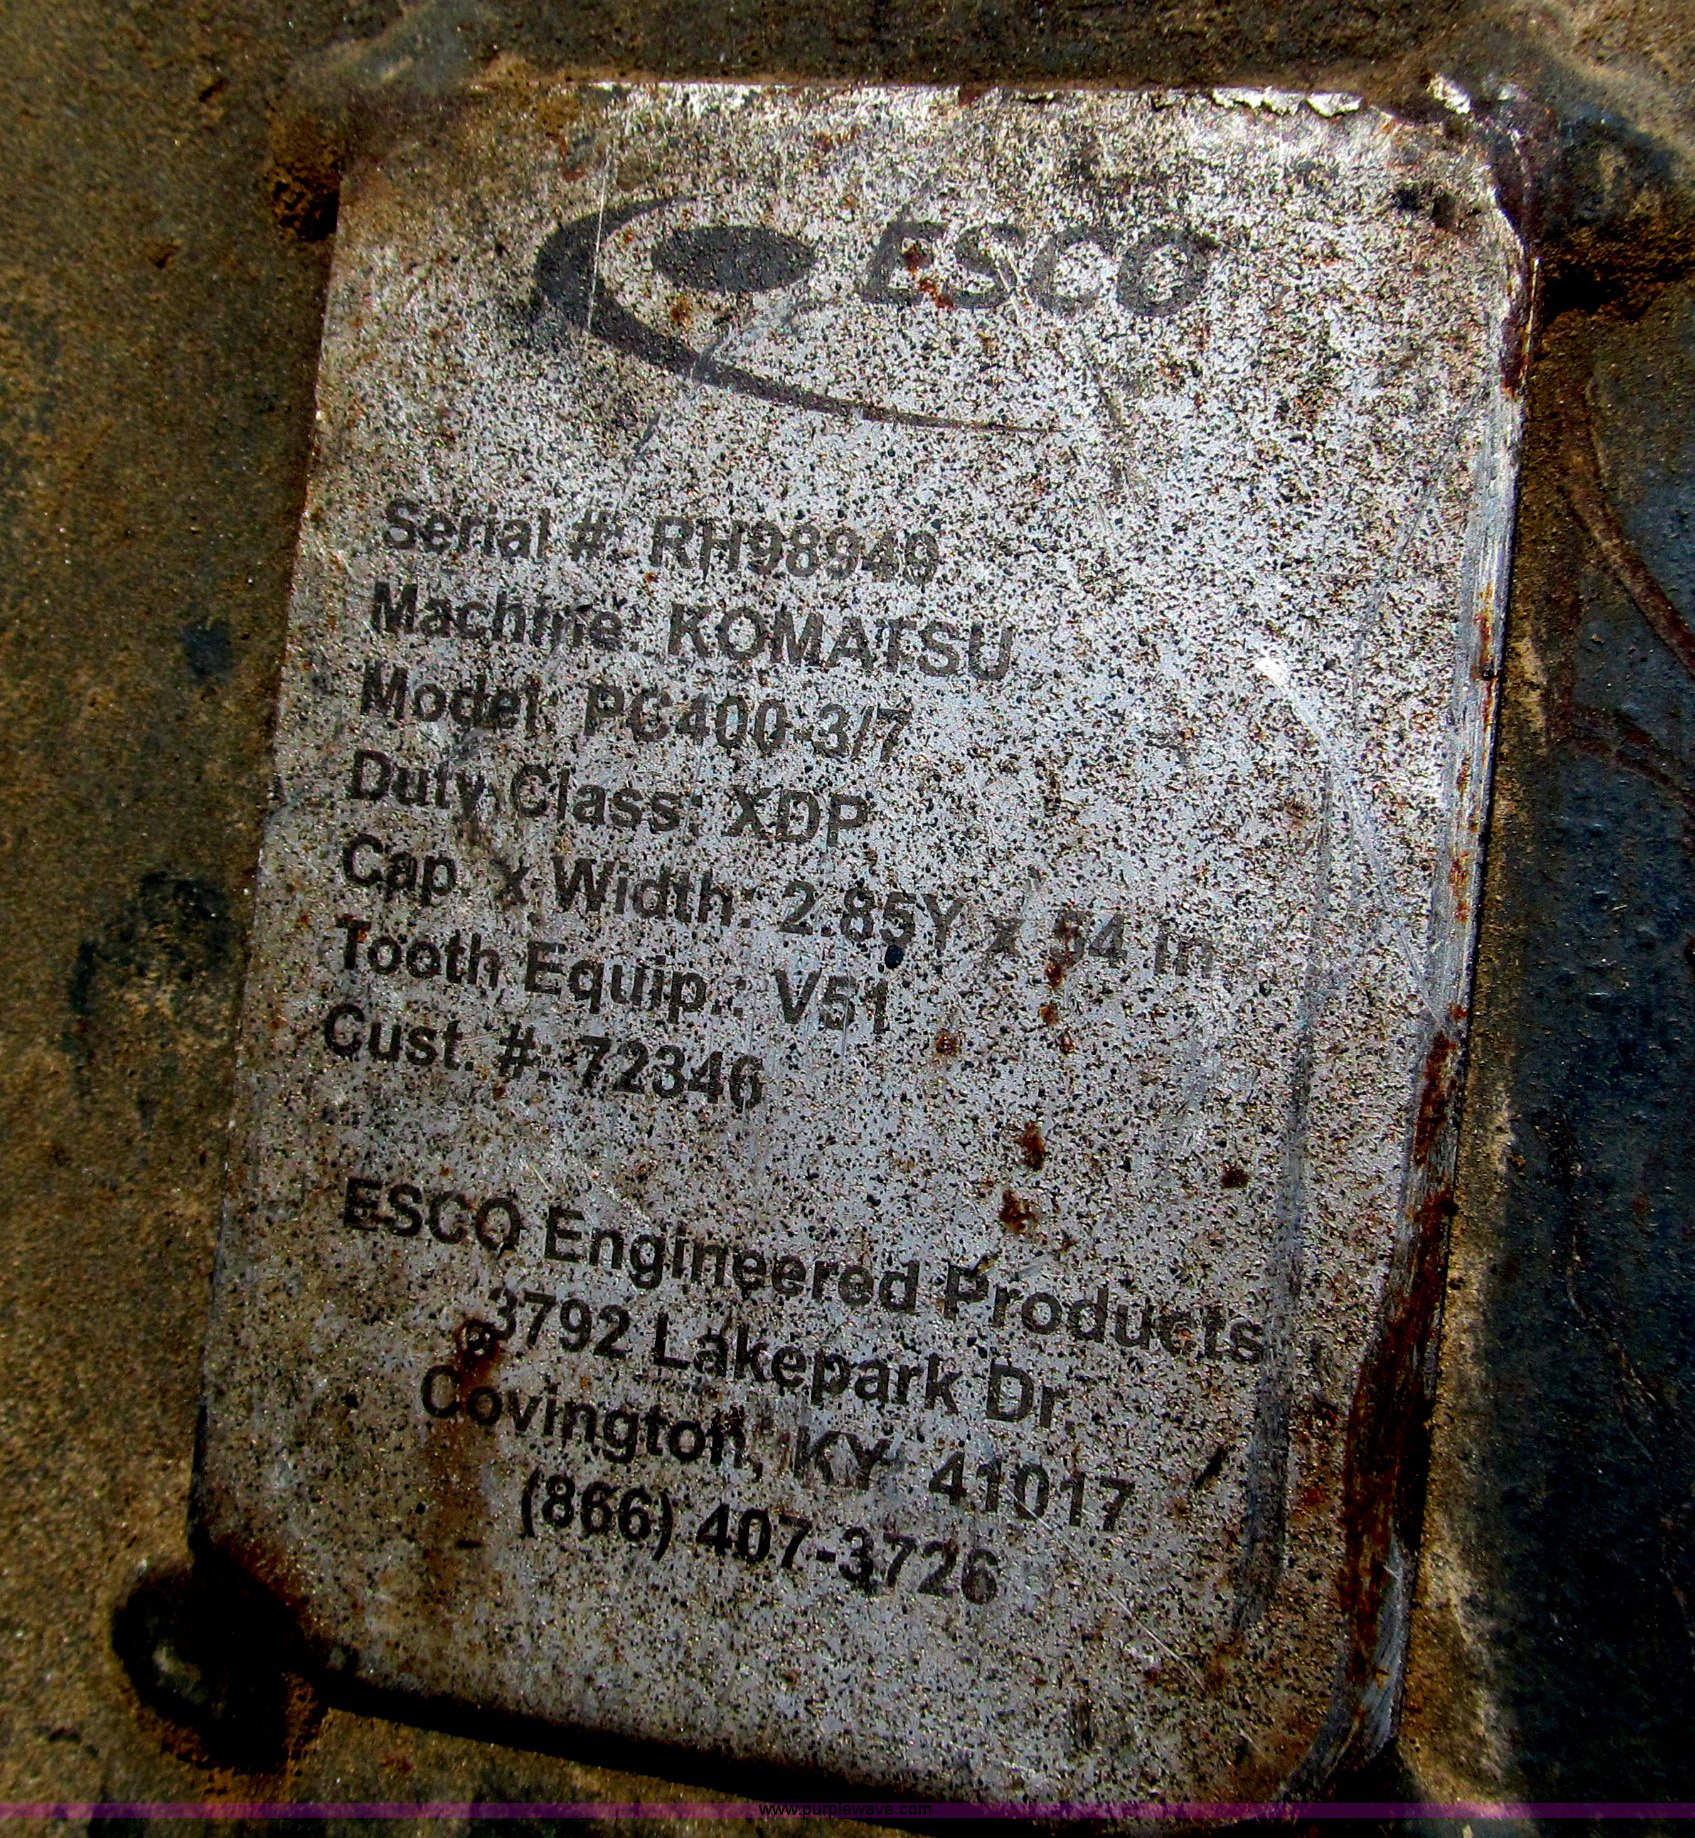 ESCO
Serial #: RH98949
Machine: KOMATSU
Model: PC400-3/7
Duty Class: XDP
Cap. x Width: 2.85Y x 54 in.
Tooth Equip.: V51
Cust. #: 72346
ESCO Engineered Products
3792 Lakepark Dr.
Covington, KY 41017
(866) 407-3726
www.purplewave.com